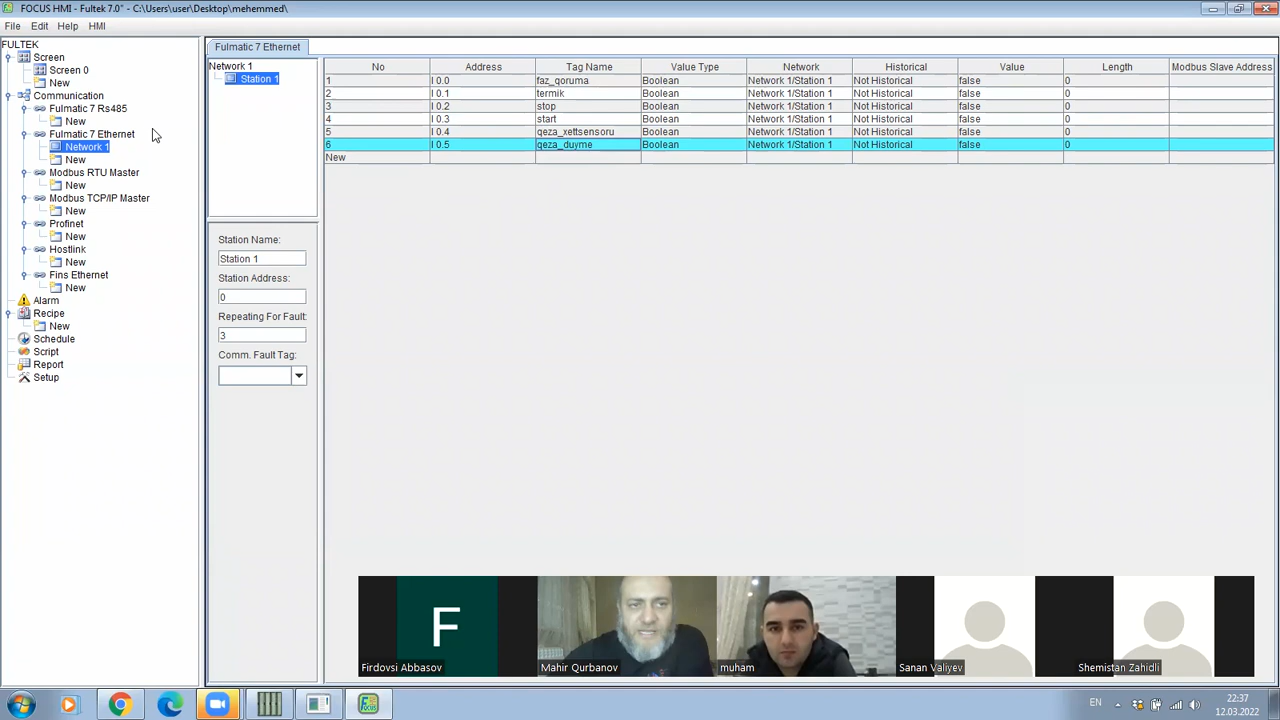 FOCUS HMI - Fultek 7.0" - C:\Users\user\Desktop\mehemmed\
File Edit Help HMI
FULTEK
Screen
Screen 0
New
Communication
Fulmatic 7 Rs485
New
Fulmatic 7 Ethernet
Network 1
New
Modbus RTU Master
New
Modbus TCP/IP Master
New
Profinet
New
Hostlink
New
Fins Ethernet
New
Alarm
Recipe
New
Schedule
Script
Report
Setup
Fulmatic 7 Ethernet
Network 1
Station 1
Station Name:
Station 1
Station Address:
0
Repeating For Fault:
3
Comm. Fault Tag:
No Address Tag Name Value Type Network Historical Value Length Modbus Slave Address
1 I 0.0 faz_qoruma Boolean Network 1/Station 1 Not Historical false 0
2 I 0.1 termik Boolean Network 1/Station 1 Not Historical false 0
3 I 0.2 stop Boolean Network 1/Station 1 Not Historical false 0
4 I 0.3 start Boolean Network 1/Station 1 Not Historical false 0
5 I 0.4 qeza_xettsensoru Boolean Network 1/Station 1 Not Historical false 0
6 I 0.5 qeza_duyme Boolean Network 1/Station 1 Not Historical false 0
New
F
Firdovsi Abbasov
Mahir Qurbanov
muham
Sanan Valiyev
Shemistan Zahidli
FOCUS
EN
22:37
12.03.2022